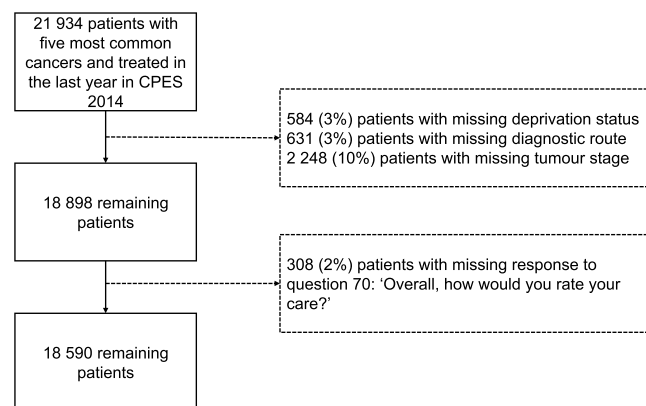 21 934 patients with
five most common
cancers and treated in
the last year in CPES
2014
584 (3%) patients with missing deprivation status
631 (3%) patients with missing diagnostic route
2 248 (10%) patients with missing tumour stage
18 898 remaining
patients
308 (2%) patients with missing response to
question 70: ‘Overall, how would you rate your
care?’
18 590 remaining
patients